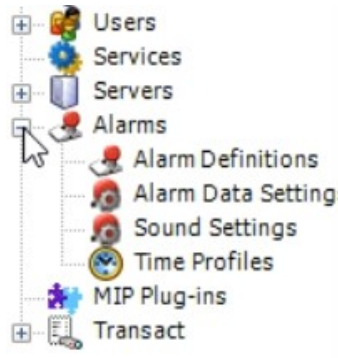 Users
Services
Servers
Alarms
Alarm Definitions
Alarm Data Setting
Sound Settings
Time Profiles
MIP Plug-ins
Transact